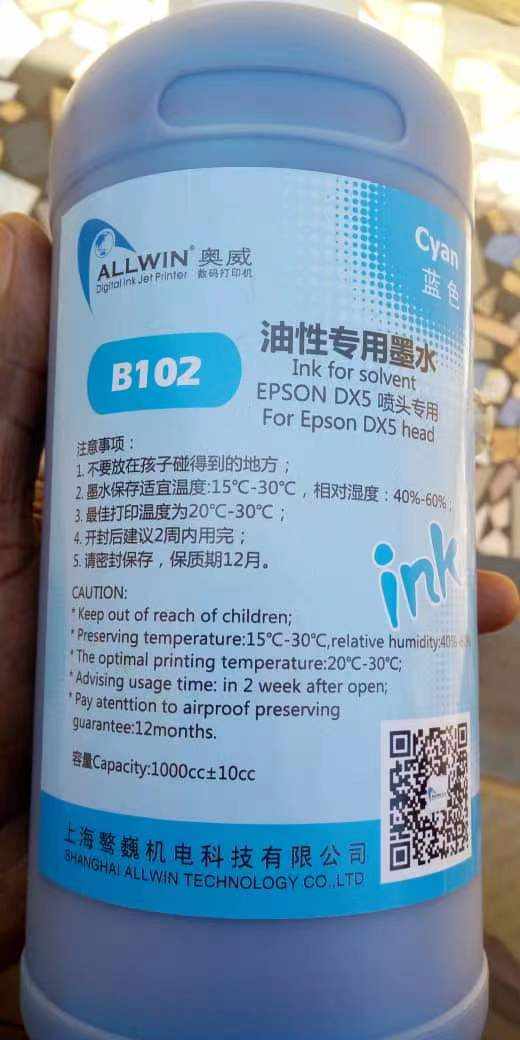 Cyan
蓝色
ALLWIN® 奥威
Digital Ink Jet Printer 数码打印机
油性专用墨水
B102
Ink for solvent
EPSON DX5 喷头专用
For Epson DX5 head
注意事项：
1. 不要放在孩子碰得到的地方；
2. 墨水保存适宜温度:15℃-30℃，相对湿度：40%-60%；
3. 最佳打印温度为20℃-30℃；
4. 开封后建议2周内用完；
5. 请密封保存，保质期12月。
ink
CAUTION:
* Keep out of reach of children;
* Preserving temperature:15℃-30℃,relative humidity:40%-60%
* The optimal printing temperature:20℃-30℃;
* Advising usage time: in 2 week after open;
* Pay atenttion to airproof preserving
guarantee:12months.
容量Capacity:1000cc±10cc
上海骜巍机电科技有限公司
SHANGHAI ALLWIN TECHNOLOGY CO.,LTD